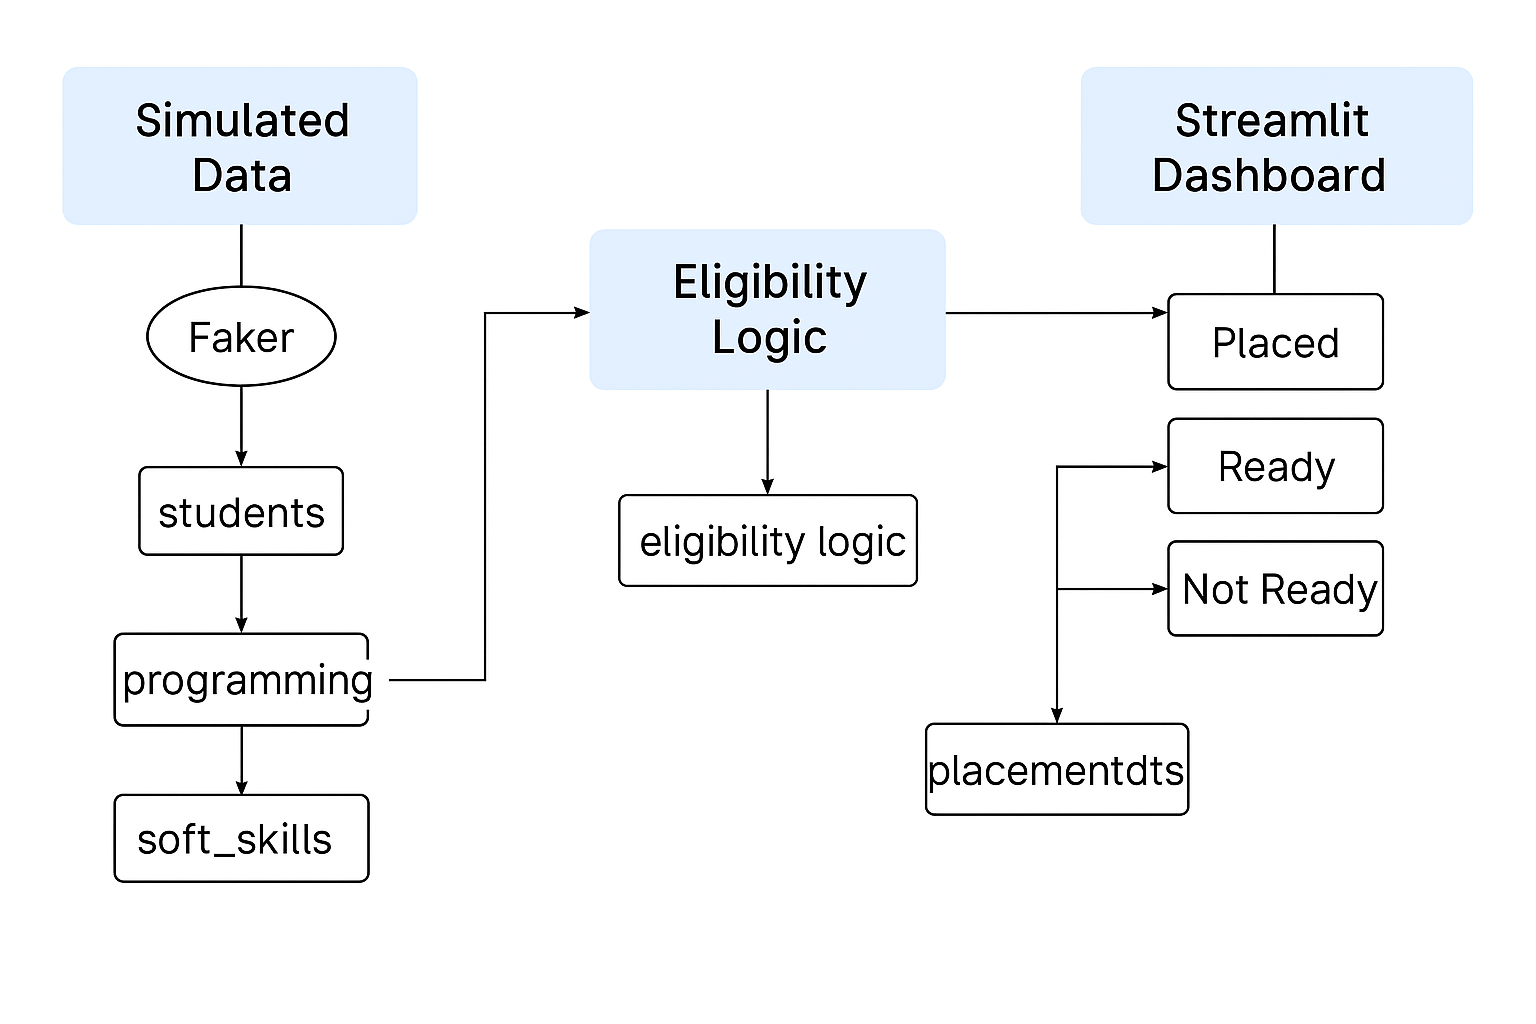 Simulated
Data
Faker
students
programming
soft_skills
Eligibility
Logic
eligibility logic
Streamlit
Dashboard
Placed
Ready
Not Ready
placementdts